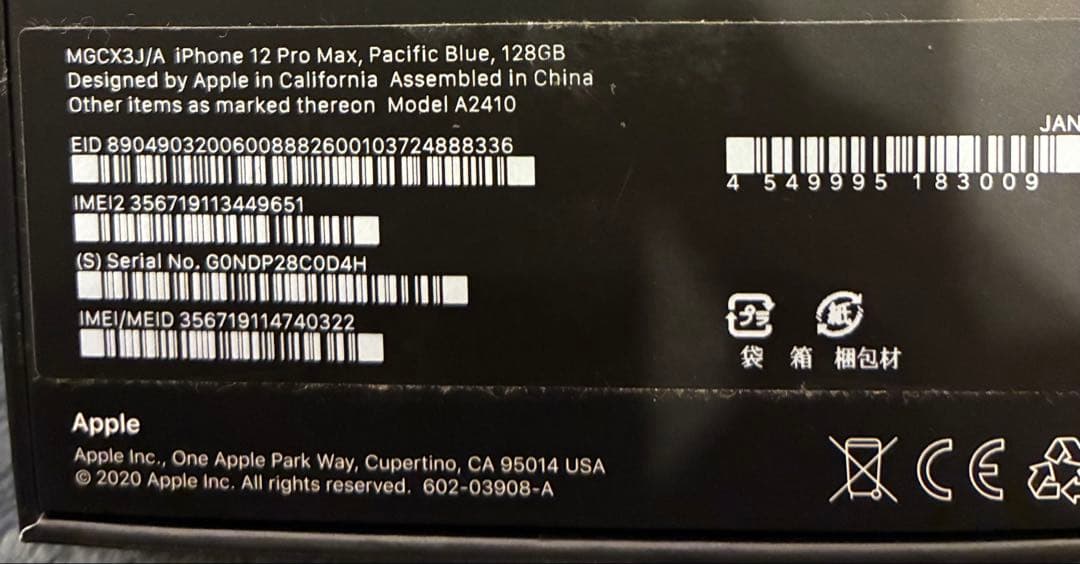 MGCX3J/A iPhone 12 Pro Max, Pacific Blue, 128GB
Designed by Apple in California Assembled in China
Other items as marked thereon Model A2410
EID 89049032006008882600103724888336
IMEI2 356719113449651
(S) Serial No. G0NDP28C0D4H
IMEI/MEID 356719114740322
JAN
4 549995 183009
プラ 紙
袋 箱 梱包材
Apple
Apple Inc., One Apple Park Way, Cupertino, CA 95014 USA
© 2020 Apple Inc. All rights reserved. 602-03908-A
CE